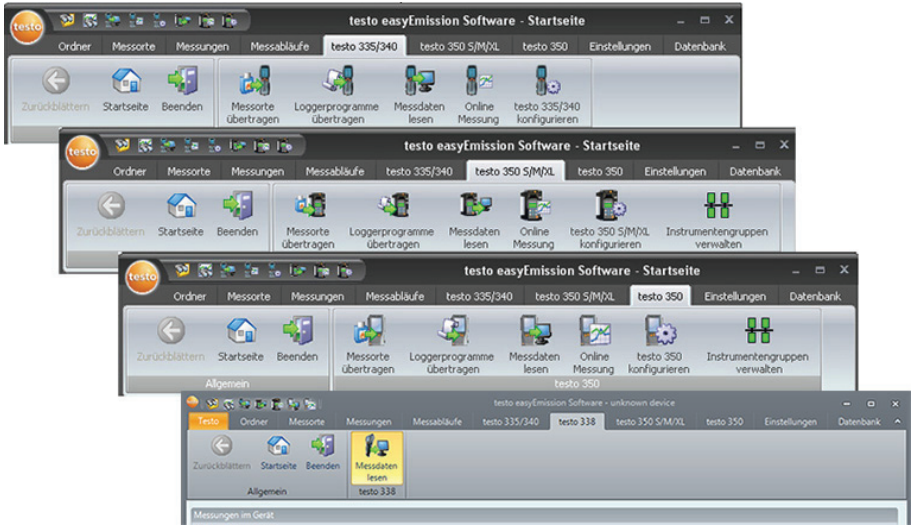 testo
testo easyEmission Software - Startseite
Ordner Messorte Messungen Messabläufe testo 335/340 testo 350 S/M/XL testo 350 Einstellungen Datenbank
Zurückblättern Startseite Beenden Messorte übertragen Loggerprogramme übertragen Messdaten lesen Online Messung testo 335/340 konfigurieren
testo
testo easyEmission Software - Startseite
Ordner Messorte Messungen Messabläufe testo 335/340 testo 350 S/M/XL testo 350 Einstellungen Datenbank
Zurückblättern Startseite Beenden Messorte übertragen Loggerprogramme übertragen Messdaten lesen Online Messung testo 350 S/M/XL konfigurieren Instrumentengruppen verwalten
testo
testo easyEmission Software - Startseite
Ordner Messorte Messungen Messabläufe testo 335/340 testo 350 S/M/XL testo 350 Einstellungen Datenbank
Zurückblättern Startseite Beenden Messorte übertragen Loggerprogramme übertragen Messdaten lesen Online Messung testo 350 konfigurieren Instrumentengruppen verwalten
Allgemein testo 350
testo easyEmission Software - unknown device
Testo Ordner Messorte Messungen Messabläufe testo 335/340 testo 338 testo 350 S/M/XL testo 350 Einstellungen Datenbank
Zurückblättern Startseite Beenden Messdaten lesen
Allgemein testo 338
Messungen im Gerät